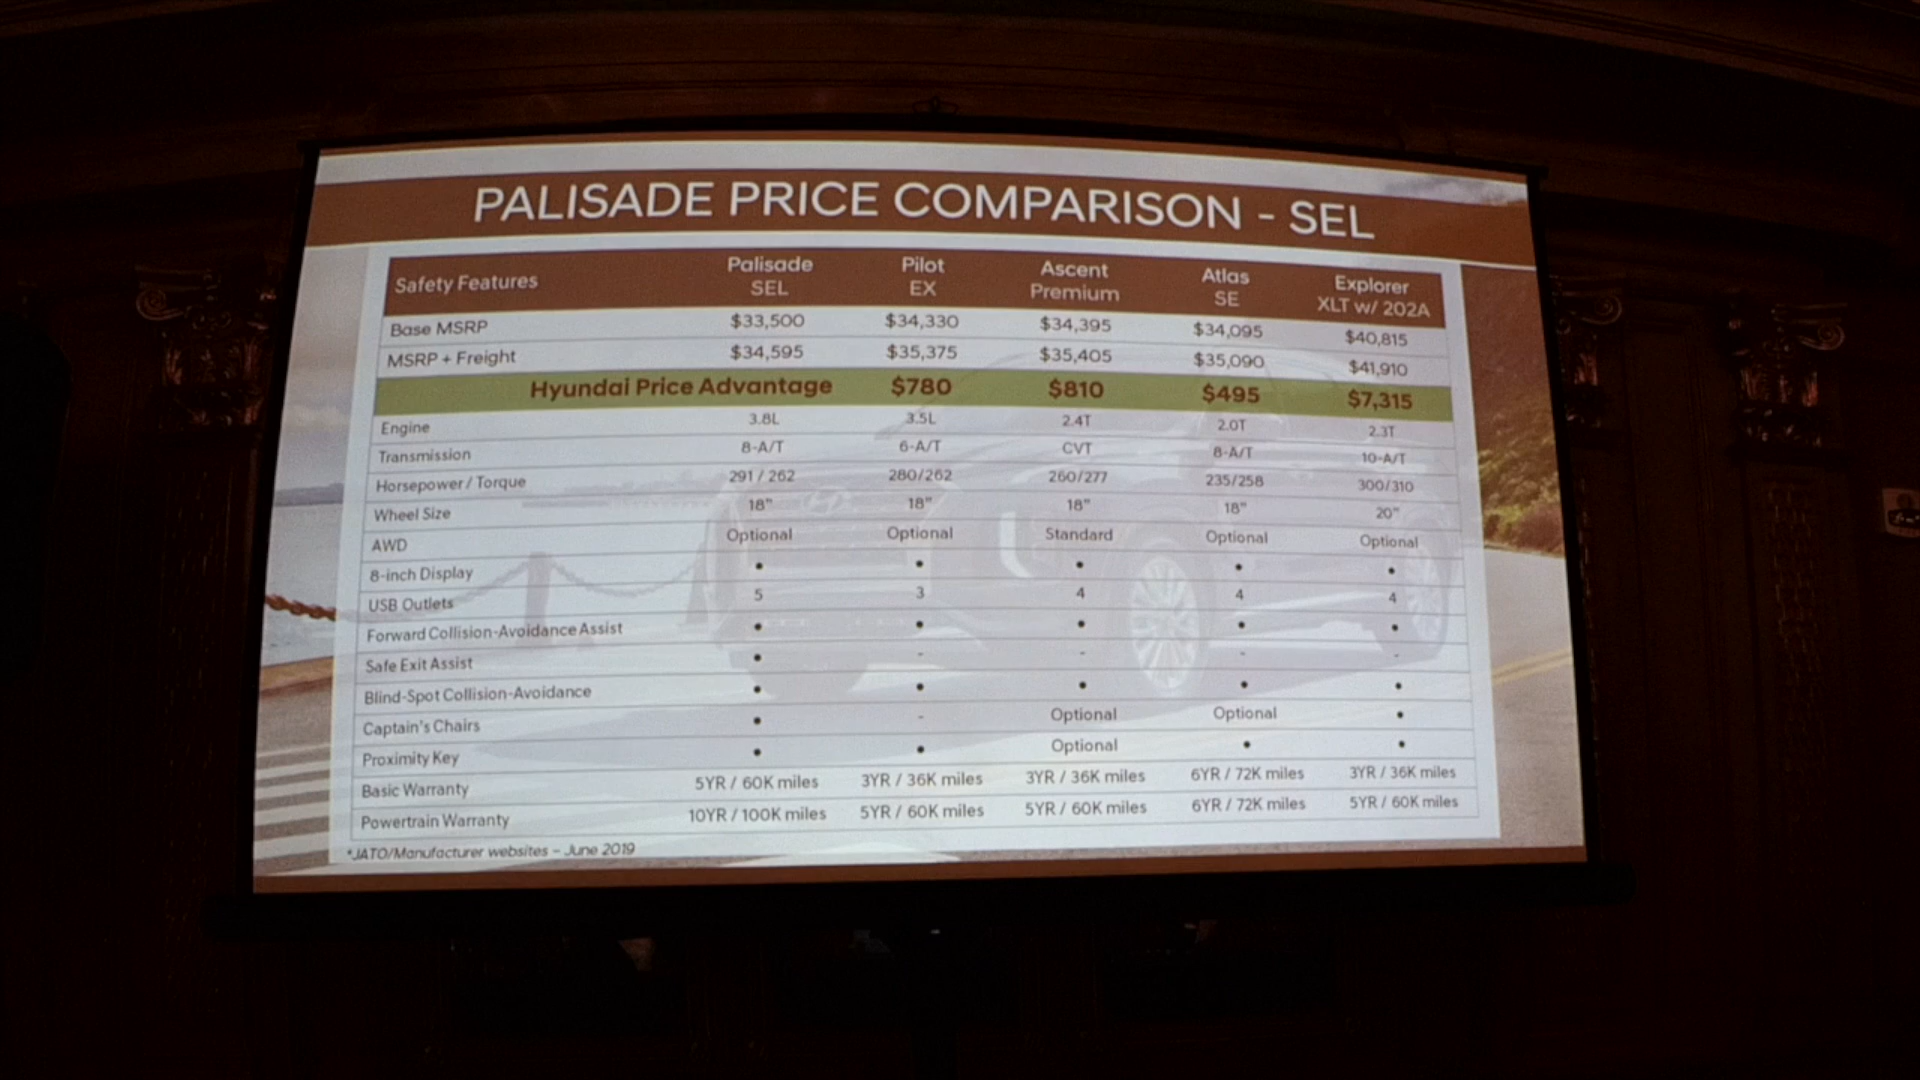 PALISADE PRICE COMPARISON - SEL
Safety Features Palisade SEL Pilot EX Ascent Premium Atlas SE Explorer XLT w/ 202A
Base MSRP $33,500 $34,330 $34,395 $34,095 $40,815
MSRP + Freight $34,595 $35,375 $35,405 $35,090 $41,910
Hyundai Price Advantage $780 $810 $495 $7,315
Engine 3.8L 3.5L 2.4T 2.0T 2.3T
Transmission 8-A/T 6-A/T CVT 8-A/T 10-A/T
Horsepower / Torque 291 / 262 280/262 260/277 235/258 300/310
Wheel Size 18" 18" 18" 18" 20"
AWD Optional Optional Standard Optional Optional
8-inch Display • • • • •
USB Outlets 5 3 4 4 4
Forward Collision-Avoidance Assist • • • • •
Safe Exit Assist • - - - -
Blind-Spot Collision-Avoidance • • • • •
Captain's Chairs • - Optional Optional •
Proximity Key • • Optional • •
Basic Warranty 5YR / 60K miles 3YR / 36K miles 3YR / 36K miles 6YR / 72K miles 3YR / 36K miles
Powertrain Warranty 10YR / 100K miles 5YR / 60K miles 5YR / 60K miles 6YR / 72K miles 5YR / 60K miles
*JATO/Manufacturer websites – June 2019